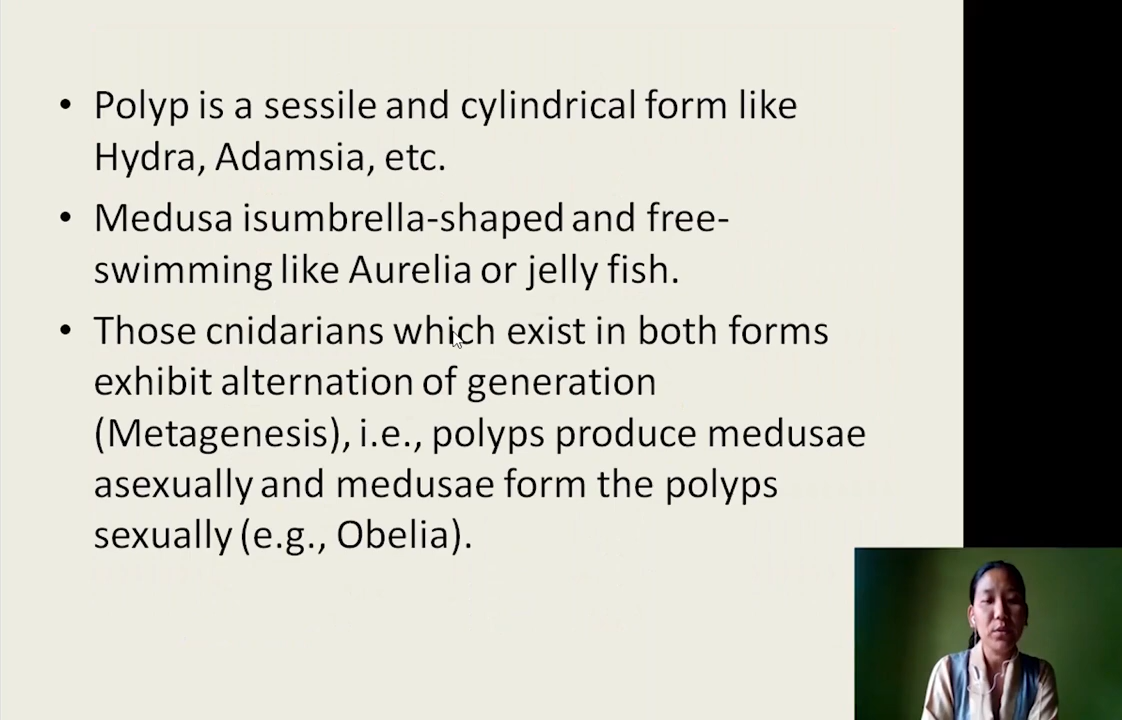 • Polyp is a sessile and cylindrical form like
Hydra, Adamsia, etc.
• Medusa isumbrella-shaped and free-
swimming like Aurelia or jelly fish.
• Those cnidarians which exist in both forms
exhibit alternation of generation
(Metagenesis), i.e., polyps produce medusae
asexually and medusae form the polyps
sexually (e.g., Obelia).